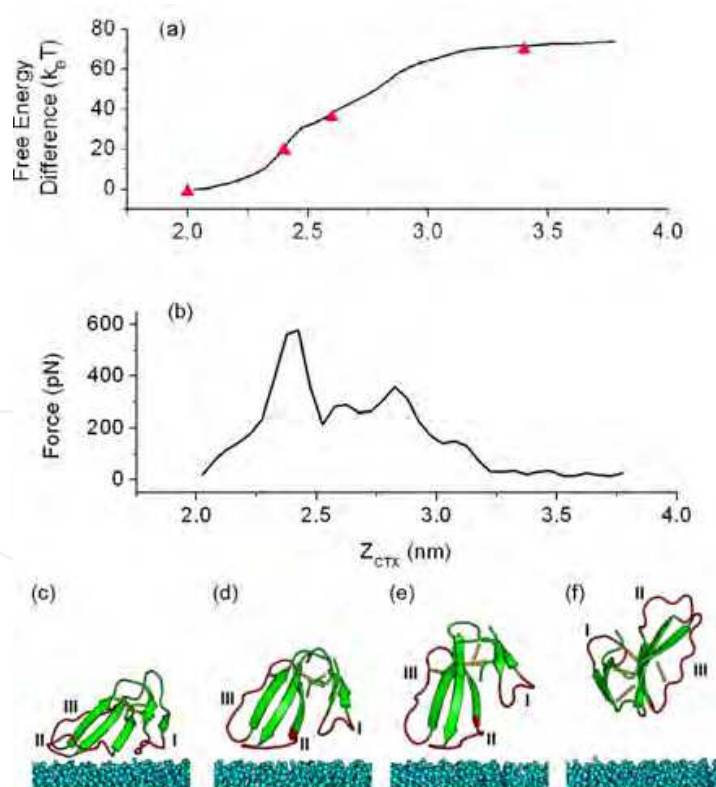 (a)
Free Energy
Difference (k_BT)
80
60
40
20
0
2.0 2.5 3.0 3.5 4.0
(b)
Force (pN)
600
400
200
0
2.0 2.5 3.0 3.5 4.0
Z_CTX (nm)
(c) (d) (e) (f)
III
II
I
III
II
I
III
II
I
II
I
III